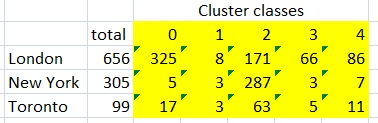 Cluster classes
total 0 1 2 3 4
London 656 325 8 171 66 86
New York 305 5 3 287 3 7
Toronto 99 17 3 63 5 11